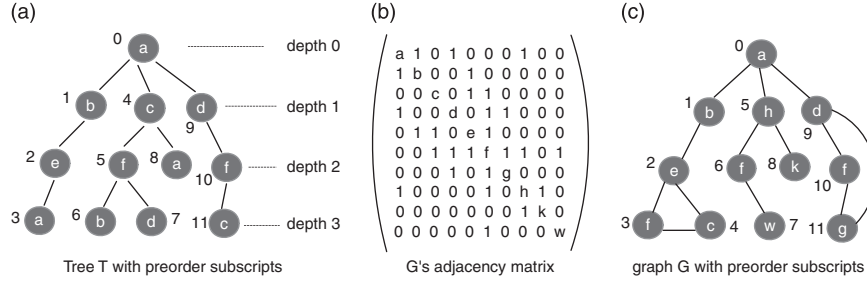 (a)
0 a depth 0
1 b 4 c d 9 depth 1
2 e 5 f 8 a 10 f depth 2
3 a 6 b d 7 11 c depth 3
Tree T with preorder subscripts
(b)
a 1 0 1 0 0 0 1 0 0
1 b 0 0 1 0 0 0 0 0
0 0 c 0 1 1 0 0 0 0
1 0 0 d 0 1 1 0 0 0
0 1 1 0 e 1 0 0 0 0
0 0 1 1 1 f 1 1 0 1
0 0 0 1 0 1 g 0 0 0
1 0 0 0 0 1 0 h 1 0
0 0 0 0 0 0 0 1 k 0
0 0 0 0 0 1 0 0 0 w
G's adjacency matrix
(c)
0 a
1 b 5 h d 9
2 e 6 f 8 k 10 f
3 f c 4 w 7 11 g
graph G with preorder subscripts